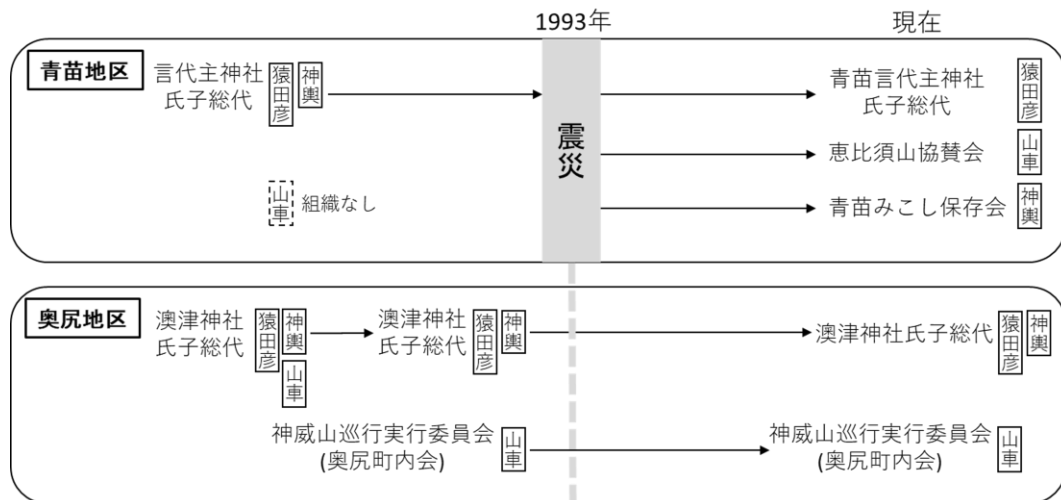 1993年
現在
青苗地区
言代主神社
氏子総代
猿田彦
神輿
震災
青苗言代主神社
氏子総代
猿田彦
恵比須山協賛会
山車
山車
組織なし
青苗みこし保存会
神輿
奥尻地区
澳津神社
氏子総代
猿田彦
神輿
山車
澳津神社
氏子総代
猿田彦
神輿
澳津神社氏子総代
猿田彦
神輿
神威山巡行実行委員会
(奥尻町内会)
山車
神威山巡行実行委員会
(奥尻町内会)
山車